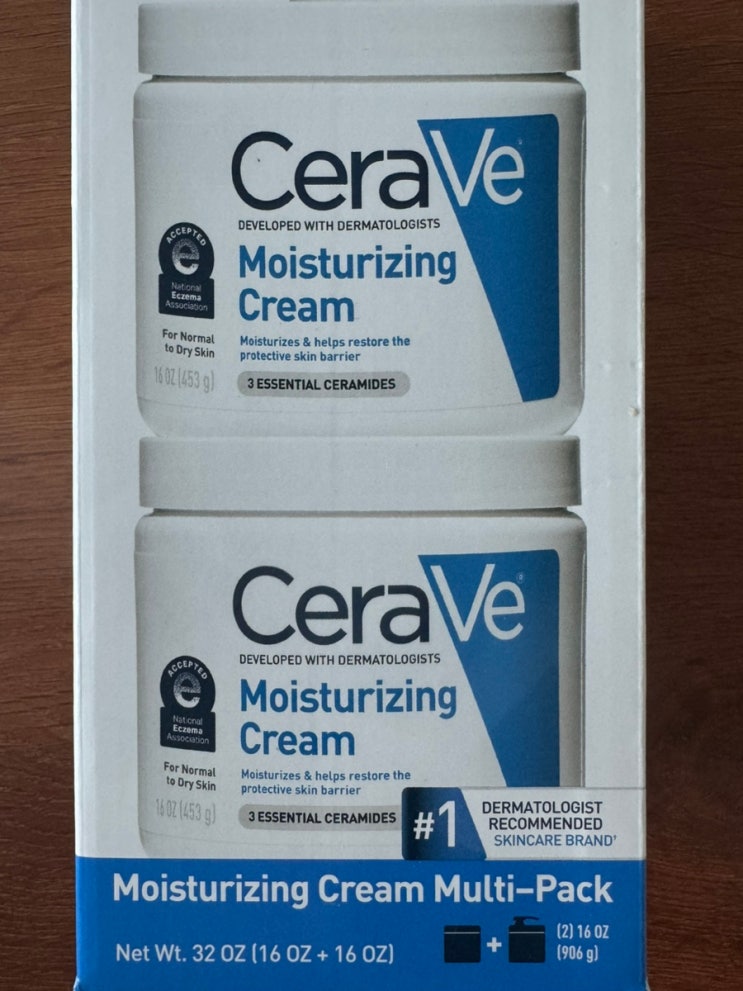 CeraVe®
DEVELOPED WITH DERMATOLOGISTS
Moisturizing
Cream
Moisturizes & helps restore the
protective skin barrier
3 ESSENTIAL CERAMIDES
ACCEPTED
e
National
Eczema
Association
For Normal
to Dry Skin
16 OZ (453 g)
CeraVe®
DEVELOPED WITH DERMATOLOGISTS
Moisturizing
Cream
Moisturizes & helps restore the
protective skin barrier
3 ESSENTIAL CERAMIDES
ACCEPTED
e
National
Eczema
Association
For Normal
to Dry Skin
16 OZ (453 g)
#1
DERMATOLOGIST
RECOMMENDED
SKINCARE BRAND†
Moisturizing Cream Multi-Pack
Net Wt. 32 OZ (16 OZ + 16 OZ)
+
(2) 16 OZ
(906 g)